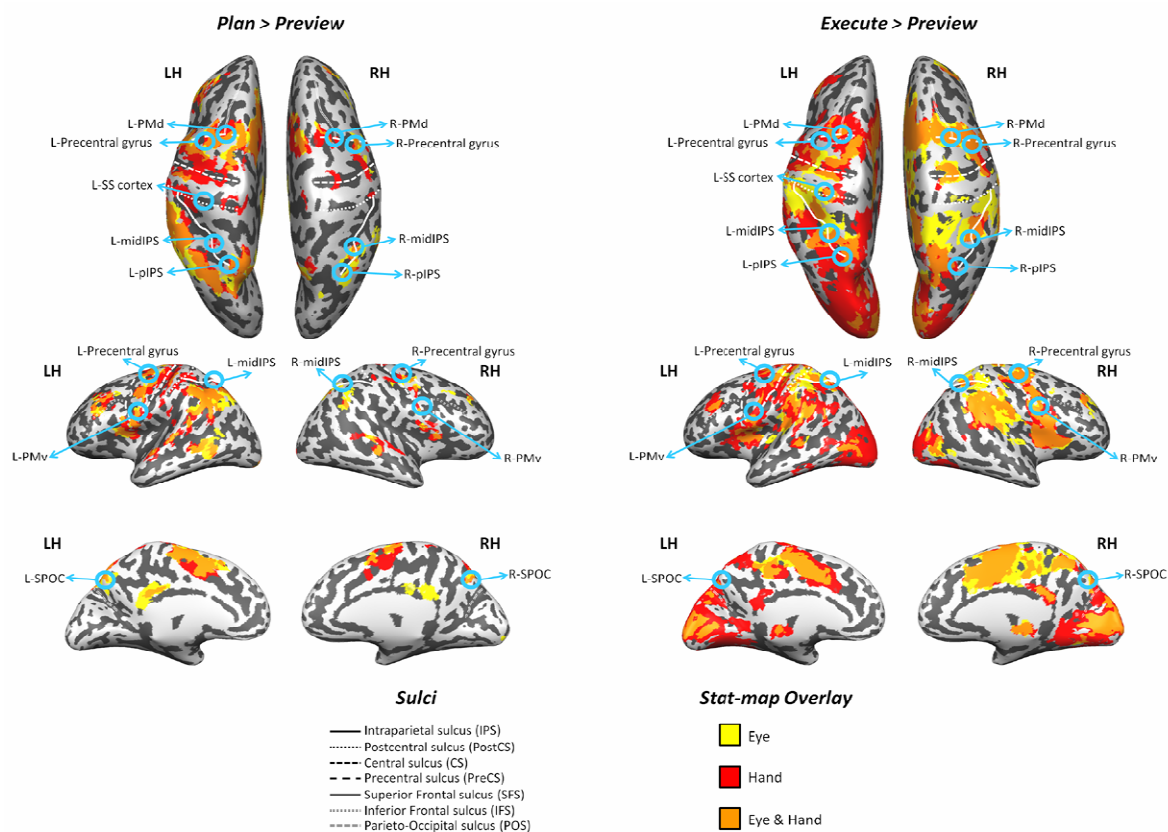 Plan > Preview
Execute > Preview
LH
RH
L-PMd
L-Precentral gyrus
L-SS cortex
L-midIPS
L-pIPS
R-PMd
R-Precentral gyrus
R-midIPS
R-pIPS
LH
RH
L-PMd
L-Precentral gyrus
L-SS cortex
L-midIPS
L-pIPS
R-PMd
R-Precentral gyrus
R-midIPS
R-pIPS
LH
L-Precentral gyrus
L-midIPS
L-PMv
R-midIPS
R-Precentral gyrus
RH
R-PMv
LH
L-Precentral gyrus
L-midIPS
L-PMv
R-midIPS
R-Precentral gyrus
RH
R-PMv
LH
L-SPOC
RH
R-SPOC
LH
L-SPOC
RH
R-SPOC
Sulci
Intraparietal sulcus (IPS)
Postcentral sulcus (PostCS)
Central sulcus (CS)
Precentral sulcus (PreCS)
Superior Frontal sulcus (SFS)
Inferior Frontal sulcus (IFS)
Parieto-Occipital sulcus (POS)
Stat-map Overlay
Eye
Hand
Eye & Hand